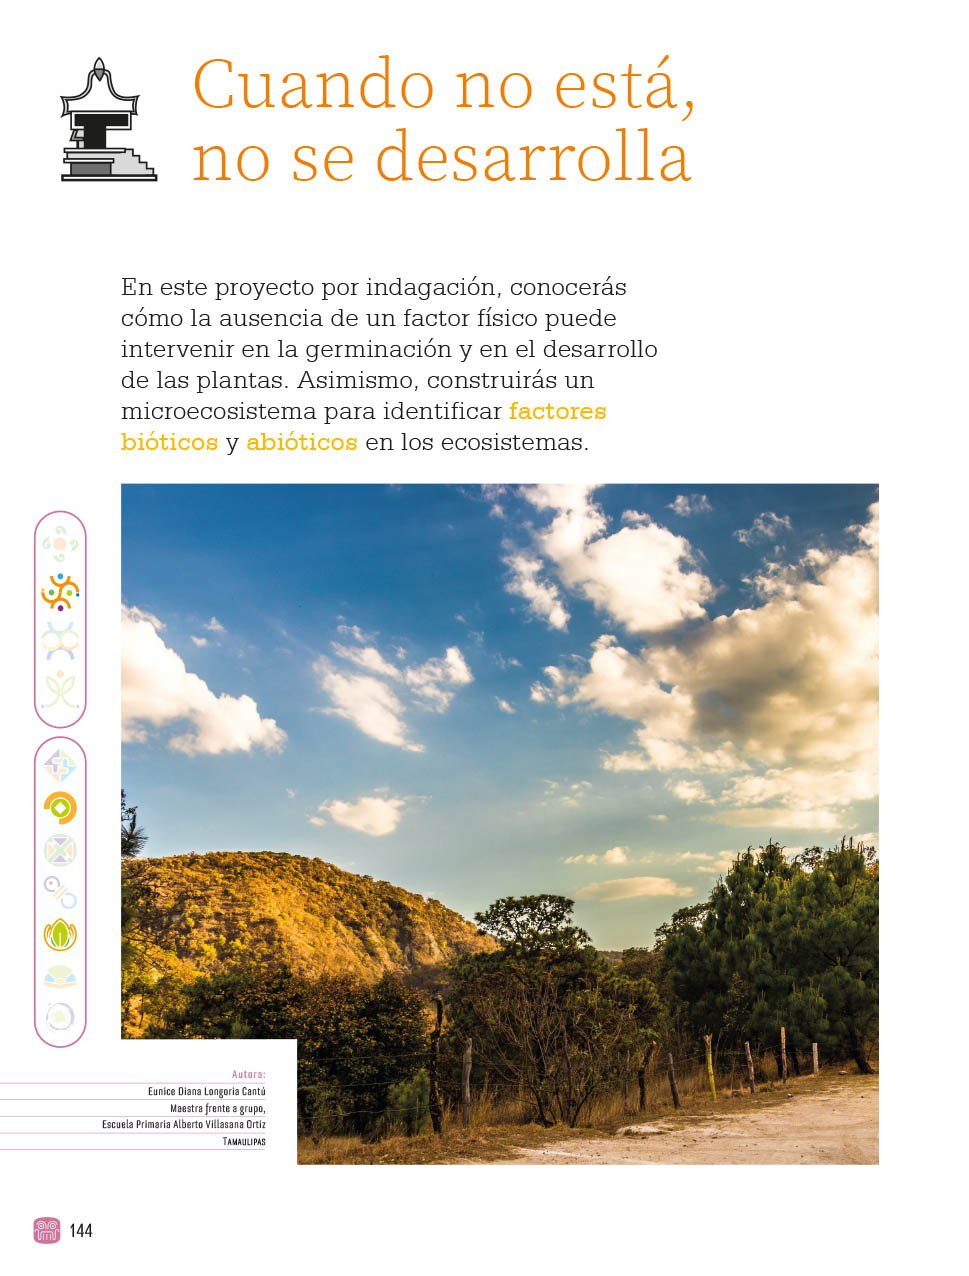 Cuando no está,
no se desarrolla
En este proyecto por indagación, conocerás
cómo la ausencia de un factor físico puede
intervenir en la germinación y en el desarrollo
de las plantas. Asimismo, construirás un
microecosistema para identificar factores
bióticos y abióticos en los ecosistemas.
Autora:
Eunice Diana Longoria Cantú
Maestra frente a grupo,
Escuela Primaria Alberto Villasana Ortiz
Tamaulipas
144